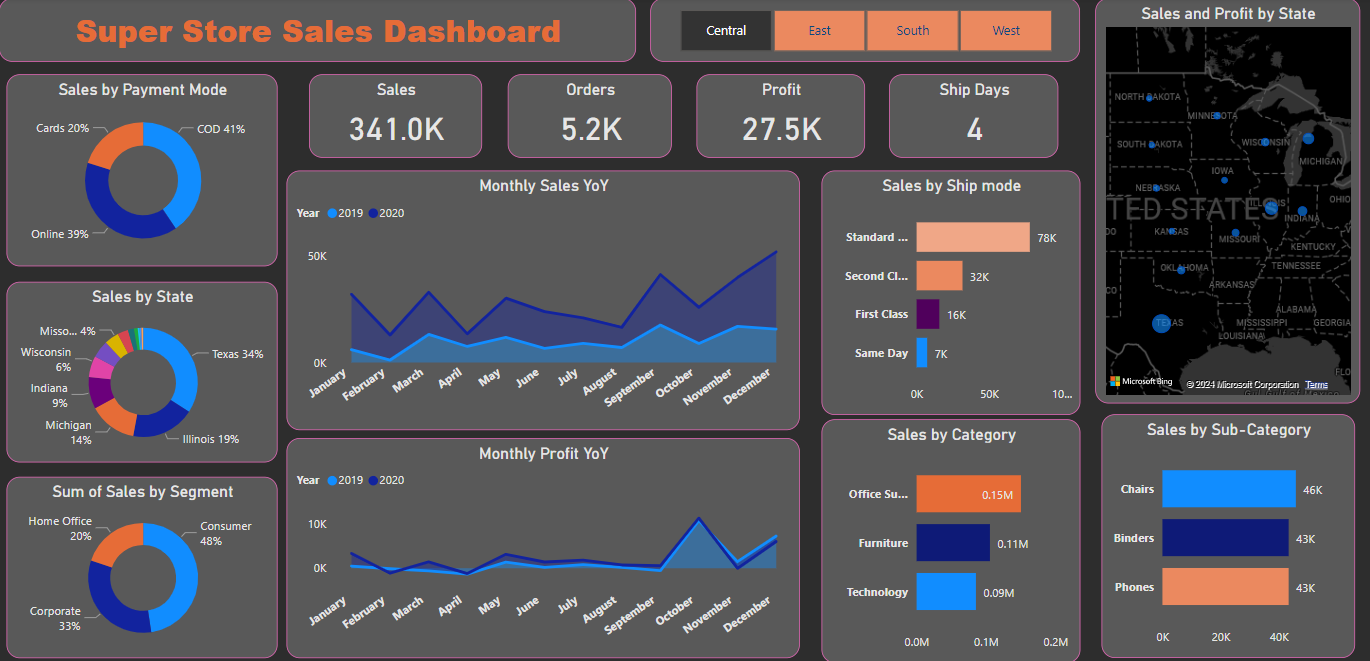 Super Store Sales Dashboard
Central
East
South
West
Sales and Profit by State
Sales by Payment Mode
Cards 20%
COD 41%
Online 39%
Sales
341.0K
Orders
5.2K
Profit
27.5K
Ship Days
4
NORTH DAKOTA
MINNESOTA
SOUTH DAKOTA
WISCONSIN
MICHIGAN
IOWA
NEBRASKA
TED STATES
ILLINOIS
INDIANA
OHIO
DO
KANSAS
MISSOURI
KENTUCKY
OKLAHOMA
TENNESSEE
ARKANSAS
CO
ALABAMA
TEXAS
MISSISSIPPI
GEORGIA
LOUISIANA
FLO
Microsoft Bing
© 2024 Microsoft Corporation
Terms
Gulf of Mexico
Monthly Sales YoY
Year 2019 2020
50K
0K
January
February
March
April
May
June
July
August
September
October
November
December
Sales by Ship mode
Standard ...
78K
Second Cl...
32K
First Class
16K
Same Day
7K
0K
50K
10...
Sales by State
Misso... 4%
Wisconsin
6%
Indiana
9%
Michigan
14%
Texas 34%
Illinois 19%
Monthly Profit YoY
Year 2019 2020
10K
0K
January
February
March
April
May
June
July
August
September
October
November
December
Sales by Category
Office Su...
0.15M
Furniture
0.11M
Technology
0.09M
0.0M
0.1M
0.2M
Sales by Sub-Category
Chairs
46K
Binders
43K
Phones
43K
0K
20K
40K
Sum of Sales by Segment
Home Office
20%
Consumer
48%
Corporate
33%